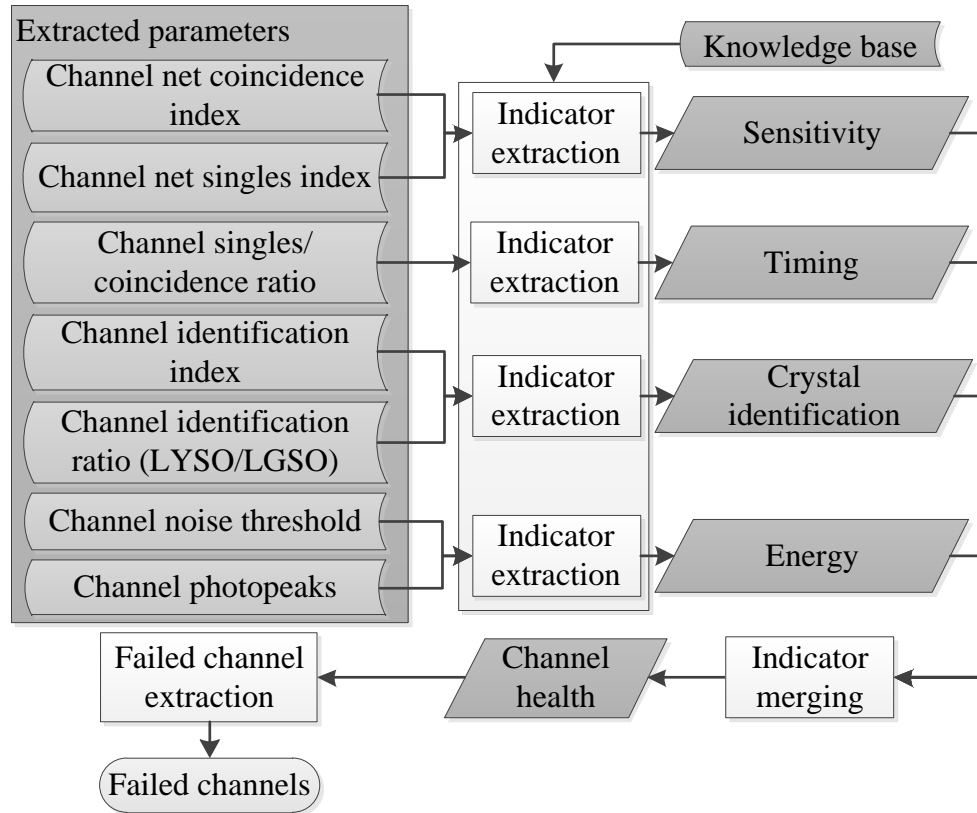 Extracted parameters
Knowledge base
Channel net coincidence
index
Channel net singles index
Indicator
extraction
Sensitivity
Channel singles/
coincidence ratio
Indicator
extraction
Timing
Channel identification
index
Channel identification
ratio (LYSO/LGSO)
Indicator
extraction
Crystal
identification
Channel noise threshold
Channel photopeaks
Indicator
extraction
Energy
Indicator
merging
Channel
health
Failed channel
extraction
Failed channels